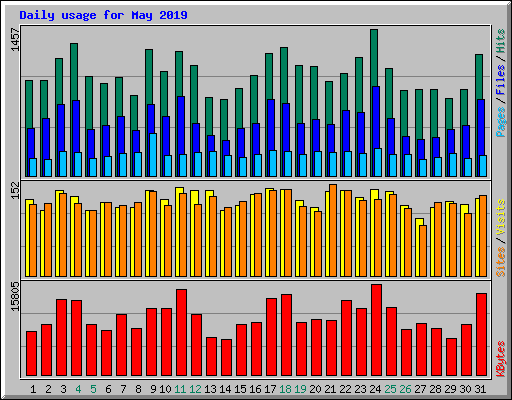 Daily usage for May 2019
1457
Pages / Files / Hits
152
Sites / Visits
15805
KBytes
1 2 3 4 5 6 7 8 9 10 11 12 13 14 15 16 17 18 19 20 21 22 23 24 25 26 27 28 29 30 31